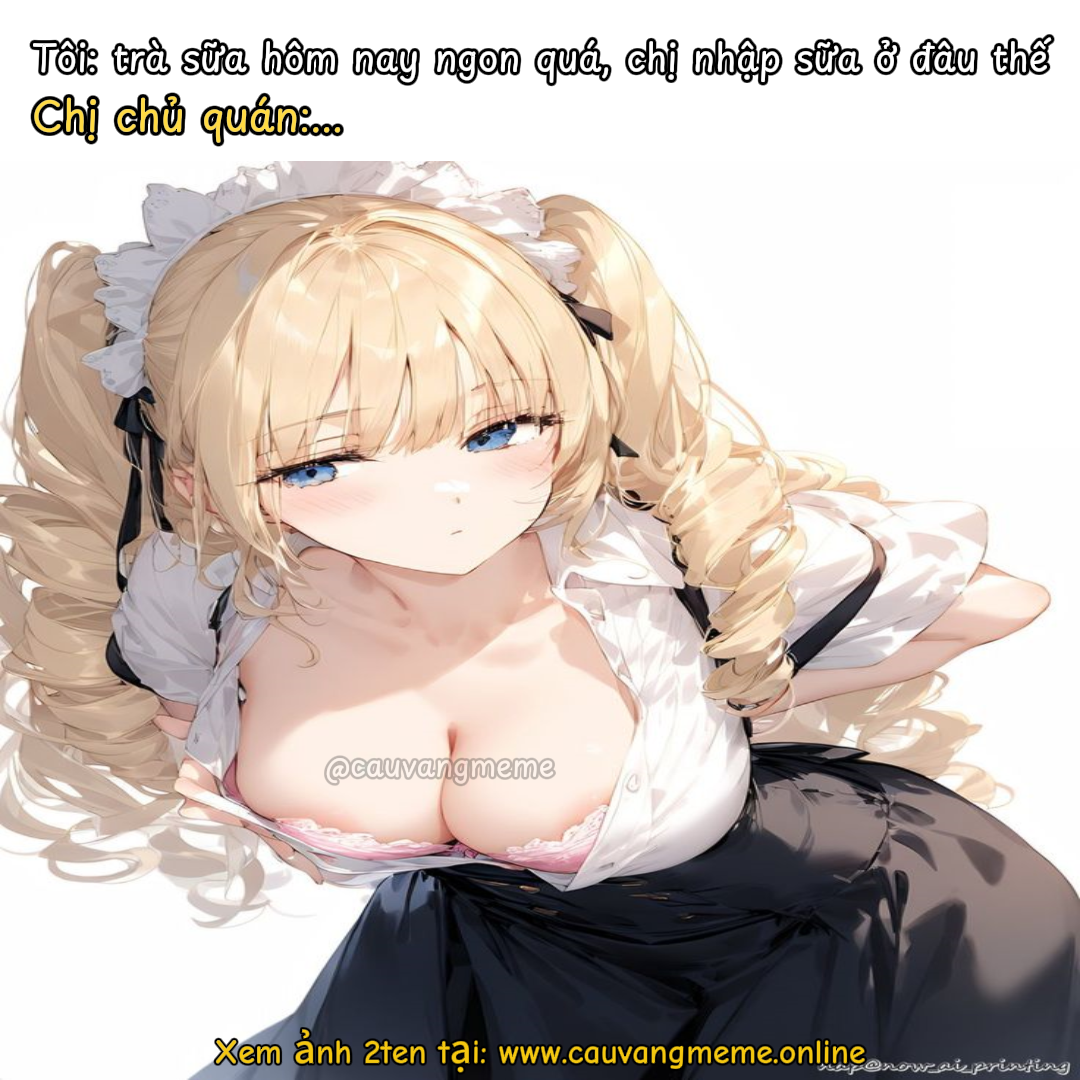 Tôi: trà sữa hôm nay ngon quá, chị nhập sữa ở đâu thế
Chị chủ quán:...
@cauvangmeme
Xem ảnh 2ten tại: www.cauvangmeme.online
@now_ai_printing